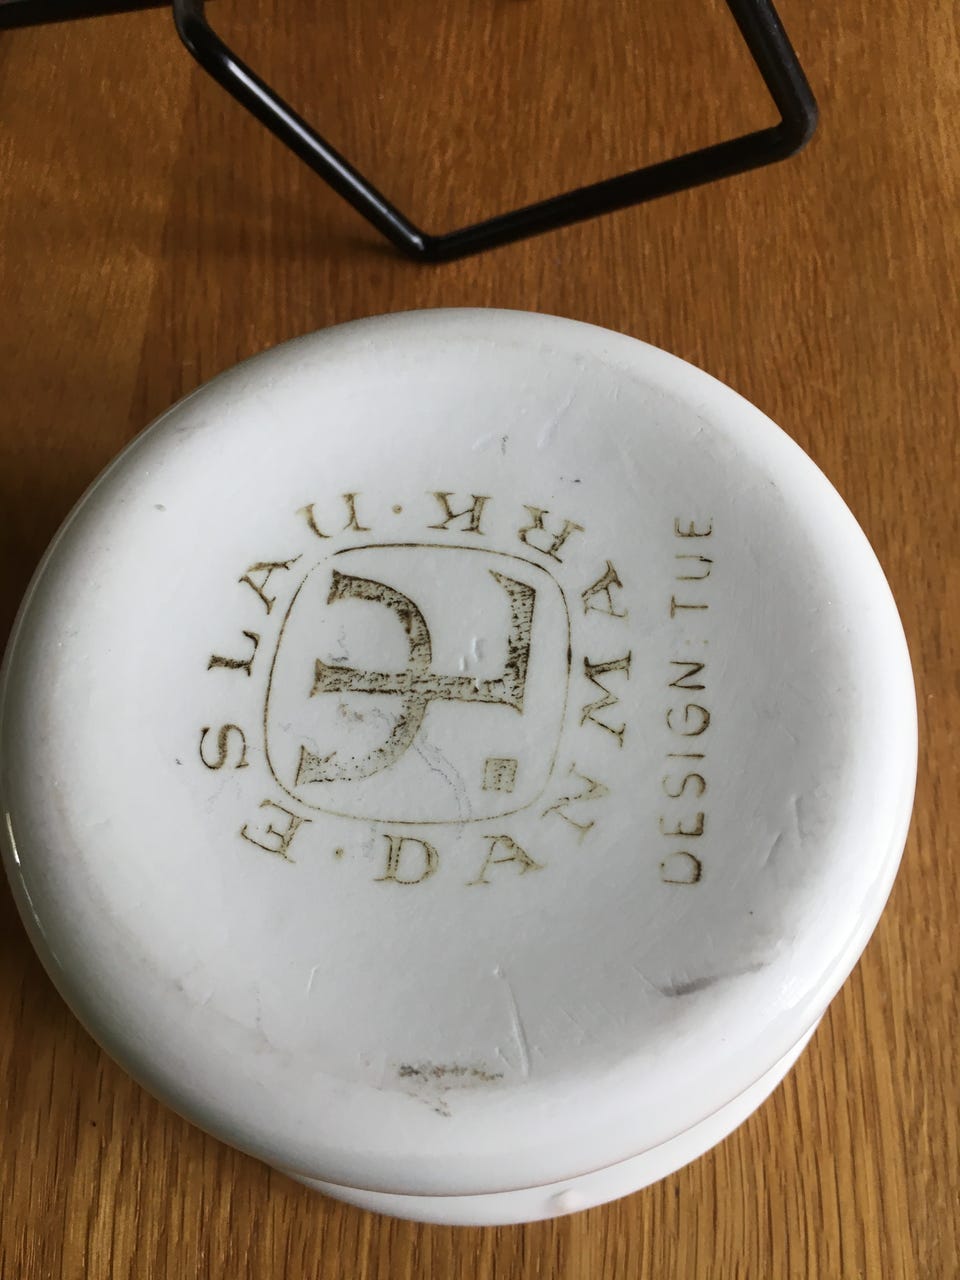 ESLAU · DANMARK ·
DESIGN: TUE